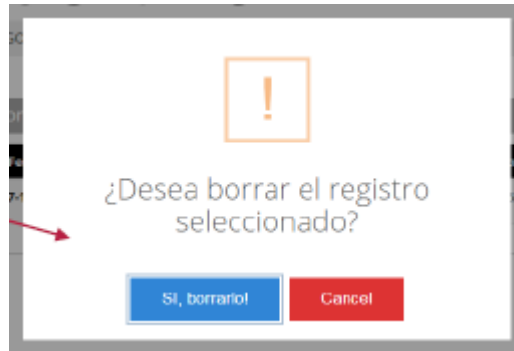 !
¿Desea borrar el registro
seleccionado?
SI, borrarlo!
Cancel